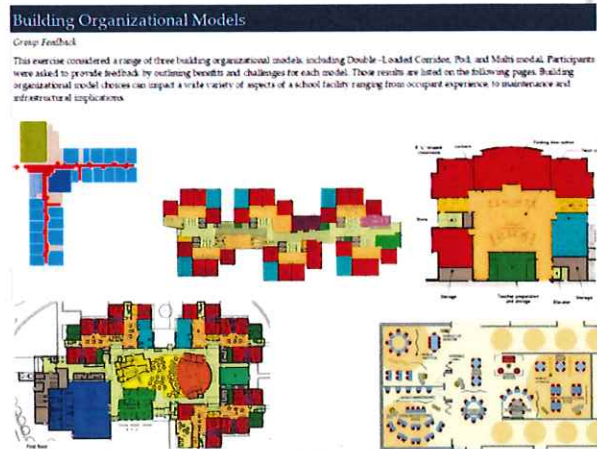 Building Organizational Models
Group Feedback
This exercise considered a range of three building organizational models, including Double-Loaded Corridor, Pod, and Multi modal. Participants
were asked to provide feedback by outlining benefits and challenges for each model. Those results are listed on the following pages. Building
organizational model choices can impact a wide variety of aspects of a school facility ranging from occupant experience, to maintenance and
infrastructural implications.
Storage
Teacher preparation
and storage
Elevator
Storage
First floor